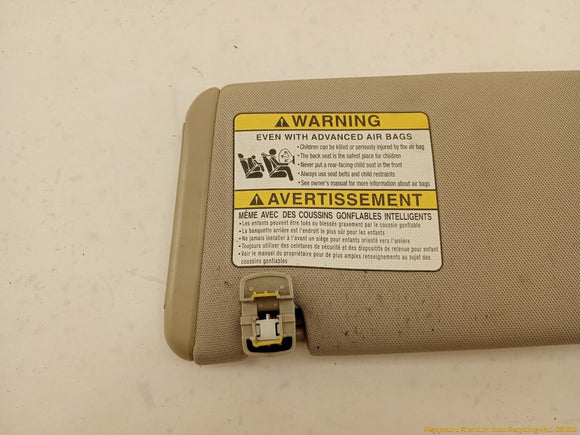 WARNING
EVEN WITH ADVANCED AIR BAGS
• Children can be killed or seriously injured by the air bag
• The back seat is the safest place for children
• Never put a rear-facing child seat in the front
• Always use seat belts and child restraints
• See owner's manual for more information about air bags
AVERTISSEMENT
MÊME AVEC DES COUSSINS GONFLABLES INTELLIGENTS
• Les enfants peuvent être tués ou blessés gravement par le coussin gonflable
• La banquette arrière est l'endroit le plus sûr pour les enfants
• Ne jamais installer à l'avant un siège pour enfants orienté vers l'arrière
• Toujours utiliser des ceintures de sécurité et des dispositifs de retenue pour enfant
• Voir le manuel du propriétaire pour de plus amples renseignements au sujet des
coussins gonflables
Playground Premium Auto Recycling